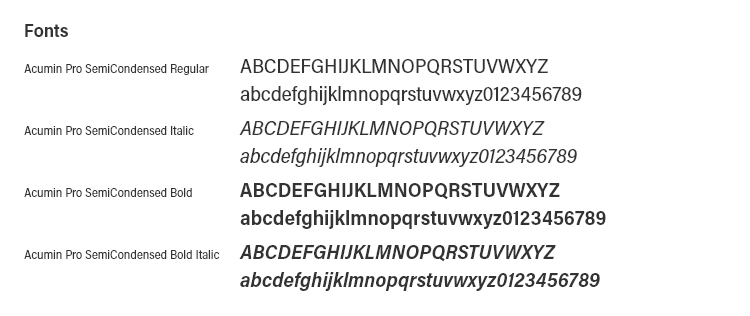 Fonts
Acumin Pro SemiCondensed Regular
ABCDEFGHIJKLMNOPQRSTUVWXYZ
abcdefghijklmnopqrstuvwxyz0123456789
Acumin Pro SemiCondensed Italic
ABCDEFGHIJKLMNOPQRSTUVWXYZ
abcdefghijklmnopqrstuvwxyz0123456789
Acumin Pro SemiCondensed Bold
ABCDEFGHIJKLMNOPQRSTUVWXYZ
abcdefghijklmnopqrstuvwxyz0123456789
Acumin Pro SemiCondensed Bold Italic
ABCDEFGHIJKLMNOPQRSTUVWXYZ
abcdefghijklmnopqrstuvwxyz0123456789